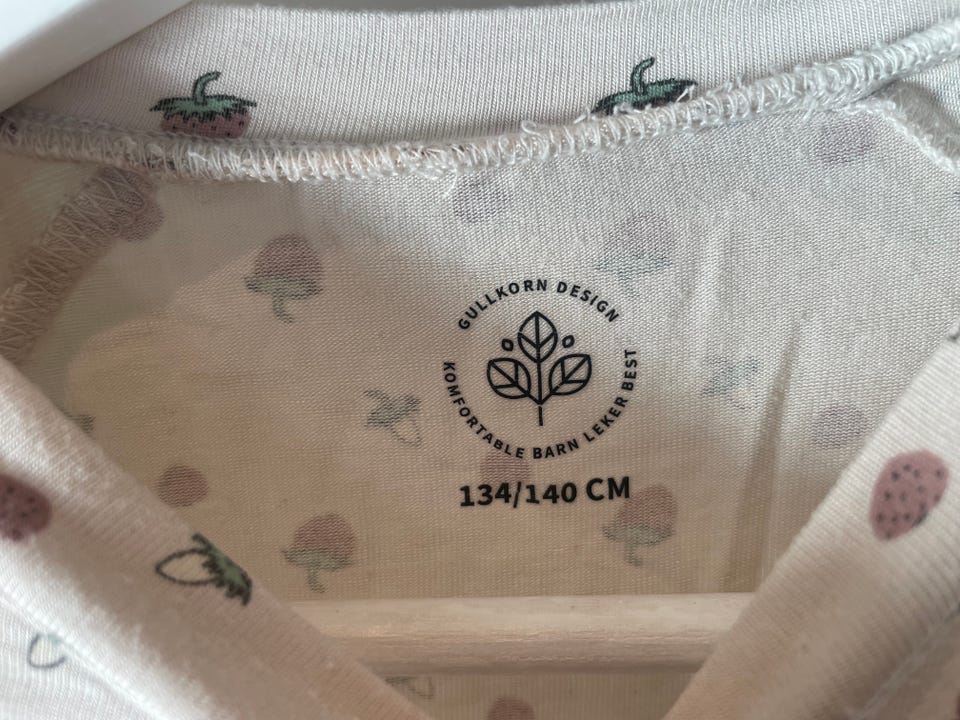 GULLKORN DESIGN
KOMFORTABLE BARN LEKER BEST
134/140 CM